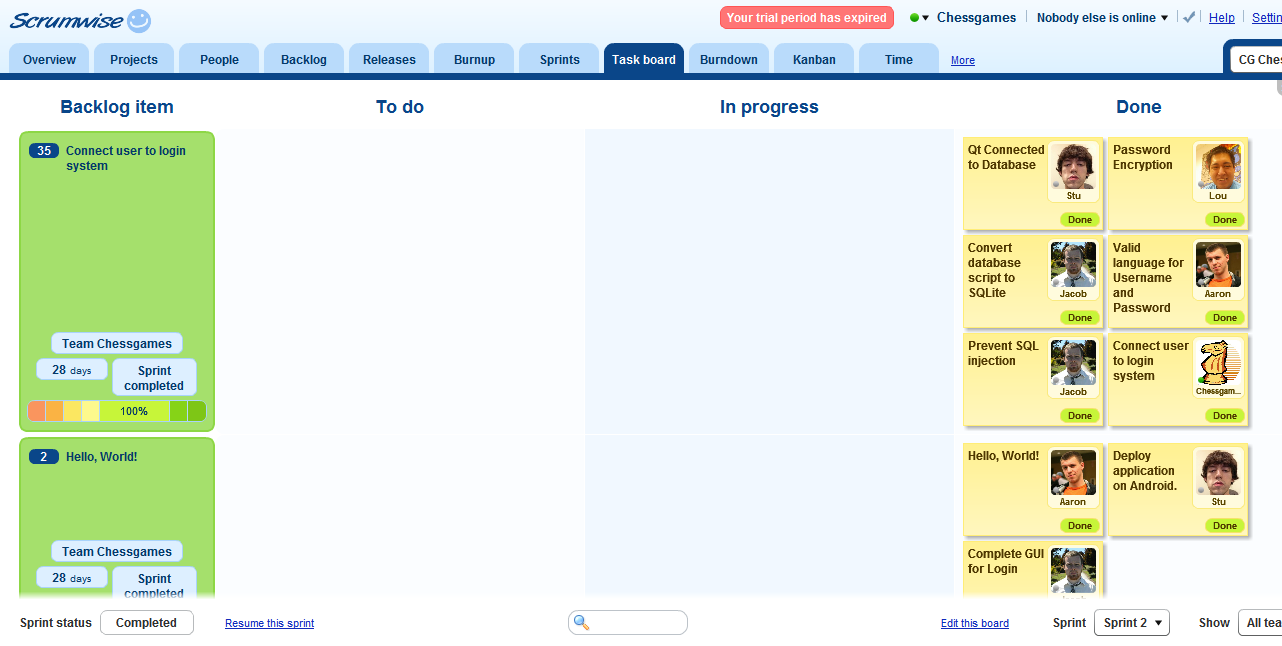 Scrumwise
Your trial period has expired
Chessgames
Nobody else is online
Help
Settin
Overview
Projects
People
Backlog
Releases
Burnup
Sprints
Task board
Burndown
Kanban
Time
More
CG Ches
Backlog item
To do
In progress
Done
35
Connect user to login
system
Team Chessgames
28 days
Sprint
completed
100%
Qt Connected
to Database
Stu
Done
Password
Encryption
Lou
Done
Convert
database
script to
SQLite
Jacob
Done
Valid
language for
Username
and
Password
Aaron
Done
Prevent SQL
injection
Jacob
Done
Connect user
to login
system
Chessgam...
Done
2
Hello, World!
Team Chessgames
28 days
Sprint
completed
Hello, World!
Aaron
Done
Deploy
application
on Android.
Stu
Done
Complete GUI
for Login
Sprint status
Completed
Resume this sprint
Edit this board
Sprint
Sprint 2
Show
All tea